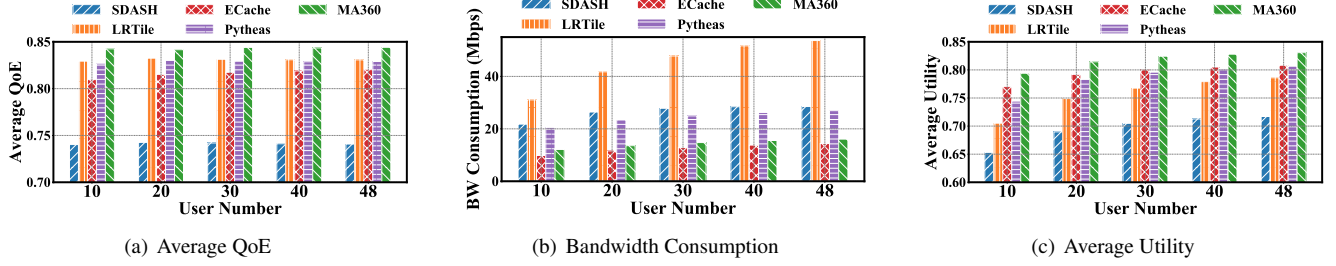 SDASH ECache MA360
LRTile Pytheas
Average QoE
0.85
0.80
0.75
0.70
10 20 30 40 48
User Number
(a) Average QoE
SDASH ECache MA360
LRTile Pytheas
BW Consumption (Mbps)
40
20
0
10 20 30 40 48
User Number
(b) Bandwidth Consumption
SDASH ECache MA360
LRTile Pytheas
Average Utility
0.85
0.80
0.75
0.70
0.65
0.60
10 20 30 40 48
User Number
(c) Average Utility